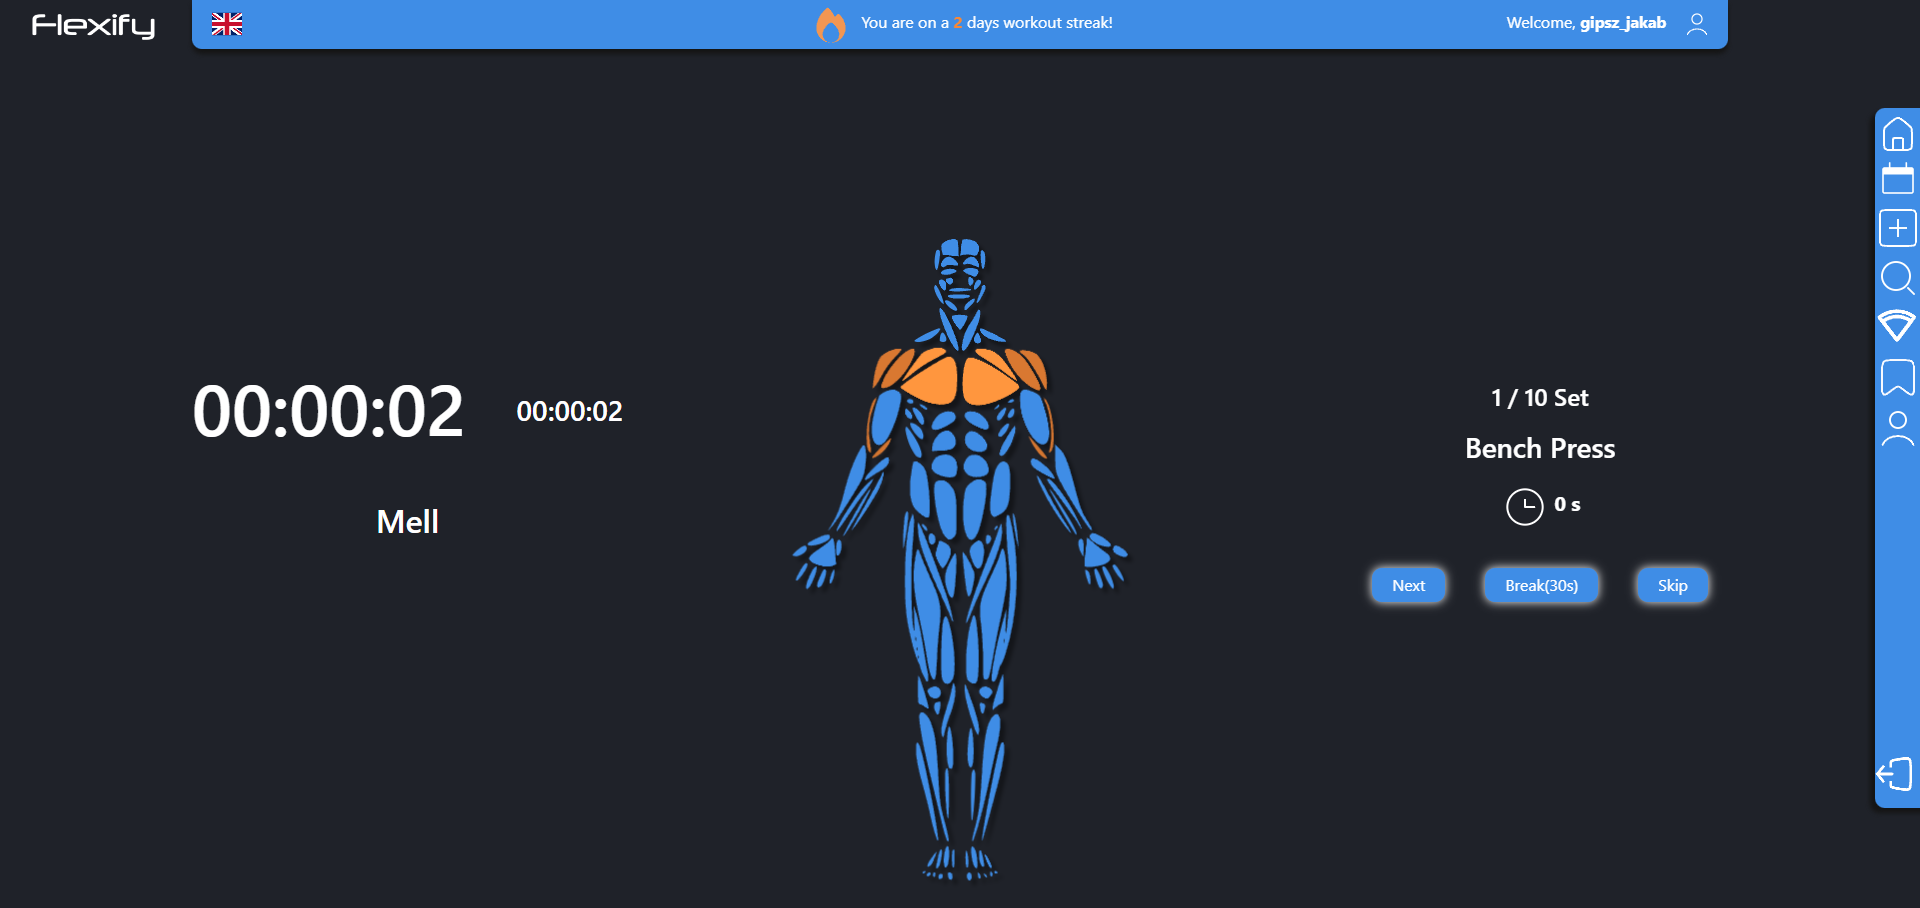 Flexify
You are on a 2 days workout streak!
Welcome, gipsz_jakab
00:00:02
00:00:02
Mell
1 / 10 Set
Bench Press
0 s
Next
Break(30s)
Skip